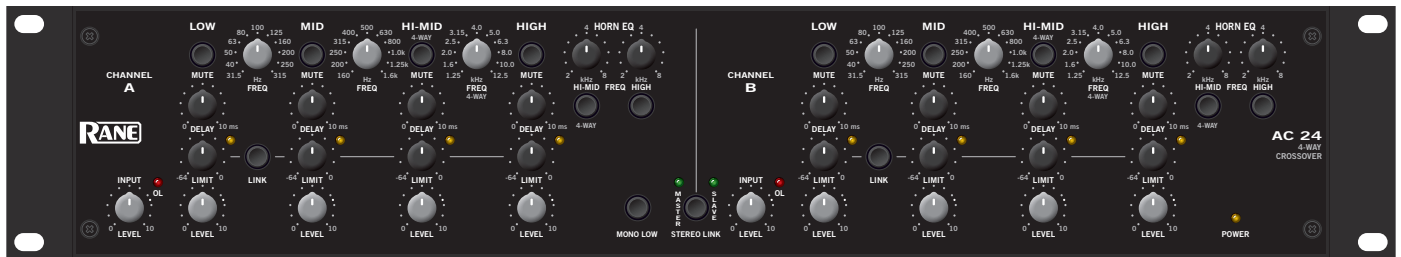 LOW MID HI-MID HIGH HORN EQ LOW MID HI-MID HIGH HORN EQ
4-WAY 4-WAY
80 100 125 400 500 630 3.15 4.0 5.0 4 4 80 100 125 400 500 630 3.15 4.0 5.0 4 4
63 160 315 800 2.5 6.3 63 160 315 800 2.5 6.3
50 200 250 1.0k 2.0 8.0 50 200 250 1.0k 2.0 8.0
40 250 200 1.25k 1.6 10.0 40 250 200 1.25k 1.6 10.0
31.5 Hz 315 160 Hz 1.6k 1.25 kHz 12.5 2 kHz 8 2 kHz 8 31.5 Hz 315 160 Hz 1.6k 1.25 kHz 12.5 2 kHz 8 2 kHz 8
MUTE FREQ MUTE FREQ MUTE FREQ MUTE HI-MID FREQ HIGH MUTE FREQ MUTE FREQ MUTE FREQ MUTE HI-MID FREQ HIGH
4-WAY 4-WAY
CHANNEL A CHANNEL B
0 DELAY 10 ms 0 DELAY 10 ms 0 DELAY 10 ms 0 DELAY 10 ms 4-WAY 0 DELAY 10 ms 0 DELAY 10 ms 0 DELAY 10 ms 0 DELAY 10 ms 4-WAY
RANE
AC 24
4-WAY
CROSSOVER
-64 LIMIT 0 LINK -64 LIMIT 0 -64 LIMIT 0 -64 LIMIT 0 -64 LIMIT 0 LINK -64 LIMIT 0 -64 LIMIT 0 -64 LIMIT 0
INPUT OL MASTER SLAVE INPUT OL
0 LEVEL 10 0 LEVEL 10 0 LEVEL 10 0 LEVEL 10 0 LEVEL 10 MONO LOW STEREO LINK 0 LEVEL 10 0 LEVEL 10 0 LEVEL 10 0 LEVEL 10 0 LEVEL 10 POWER